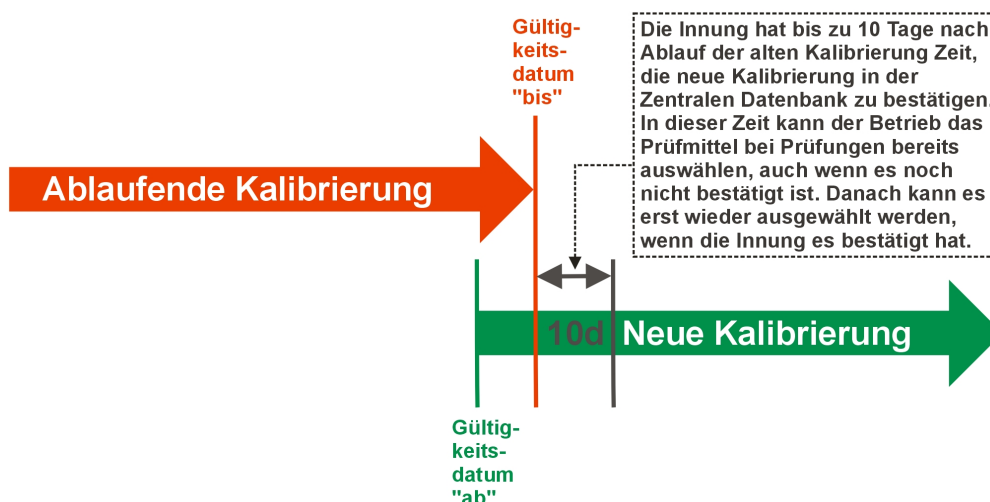 Gültig-
keits-
datum
"bis"
Die Innung hat bis zu 10 Tage nach
Ablauf der alten Kalibrierung Zeit,
die neue Kalibrierung in der
Zentralen Datenbank zu bestätigen.
In dieser Zeit kann der Betrieb das
Prüfmittel bei Prüfungen bereits
auswählen, auch wenn es noch
nicht bestätigt ist. Danach kann es
erst wieder ausgewählt werden,
wenn die Innung es bestätigt hat.
Ablaufende Kalibrierung
10d
Neue Kalibrierung
Gültig-
keits-
datum
"ab"